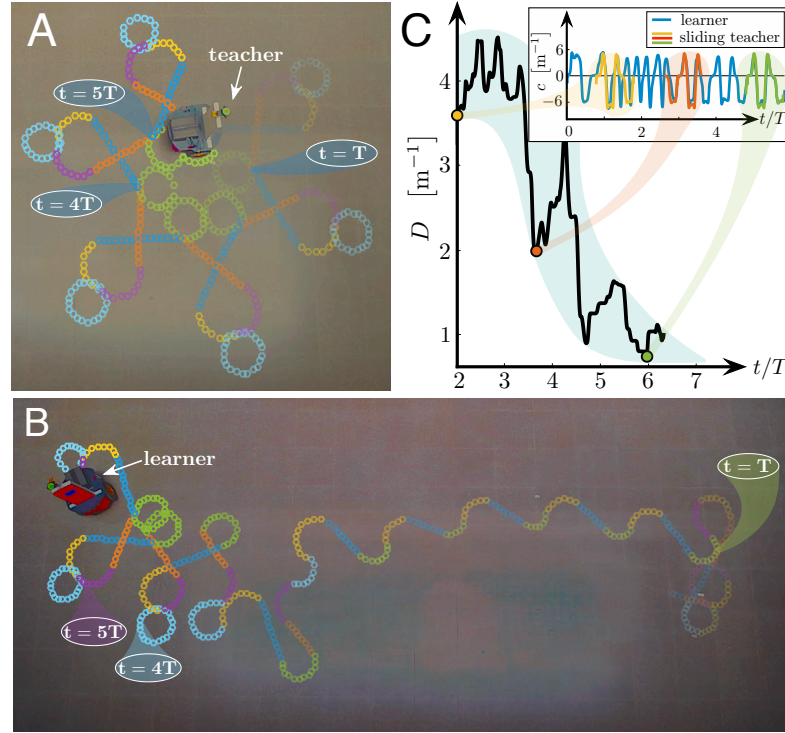 A
teacher
t = 5T
t = T
t = 4T
C
learner
sliding teacher
c [m⁻¹]
6
0
−6
0
2
4
t/T
D [m⁻¹]
4
3
2
1
2
3
4
5
6
7
t/T
B
learner
t = T
t = 5T
t = 4T